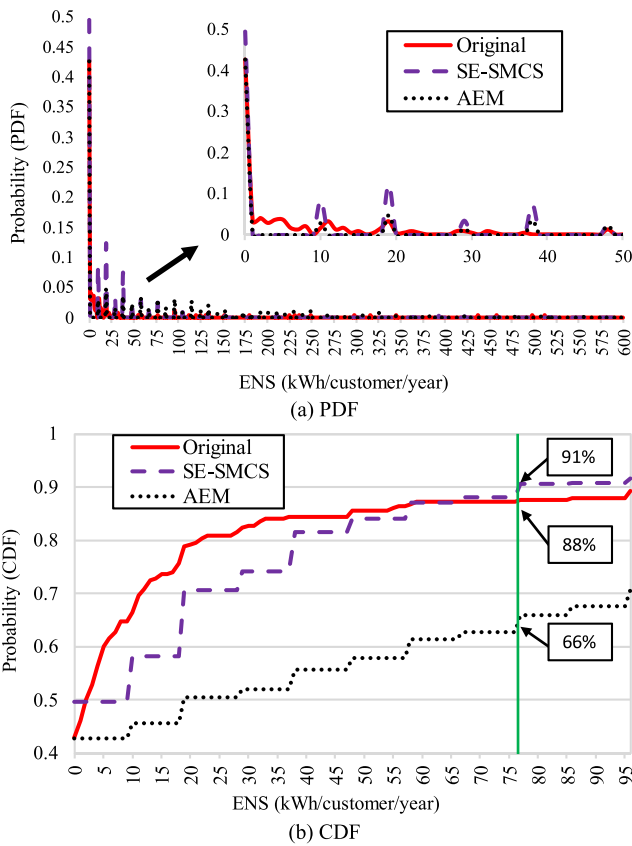 0.5
0.45
0.4
0.35
0.3
0.25
0.2
0.15
0.1
0.05
0
Probability (PDF)
0.5
0.4
0.3
0.2
0.1
0
0 10 20 30 40 50
Original
SE-SMCS
AEM
0 25 50 75 100 125 150 175 200 225 250 275 300 325 350 375 400 425 450 475 500 525 550 575 600
ENS (kWh/customer/year)
(a) PDF
1
0.9
0.8
0.7
0.6
0.5
0.4
Probability (CDF)
Original
SE-SMCS
AEM
91%
88%
66%
0 5 10 15 20 25 30 35 40 45 50 55 60 65 70 75 80 85 90 95
ENS (kWh/customer/year)
(b) CDF